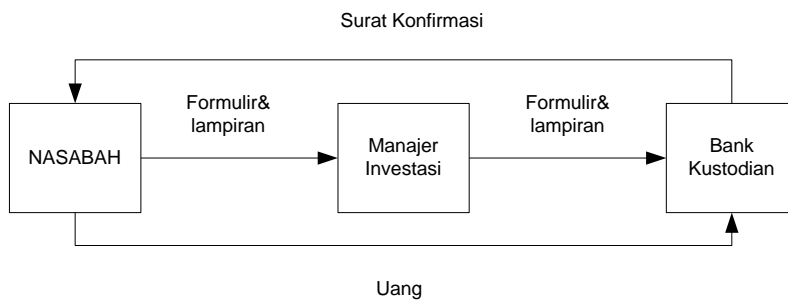 Surat Konfirmasi
Formulir&
lampiran
Formulir&
lampiran
NASABAH
Manajer
Investasi
Bank
Kustodian
Uang